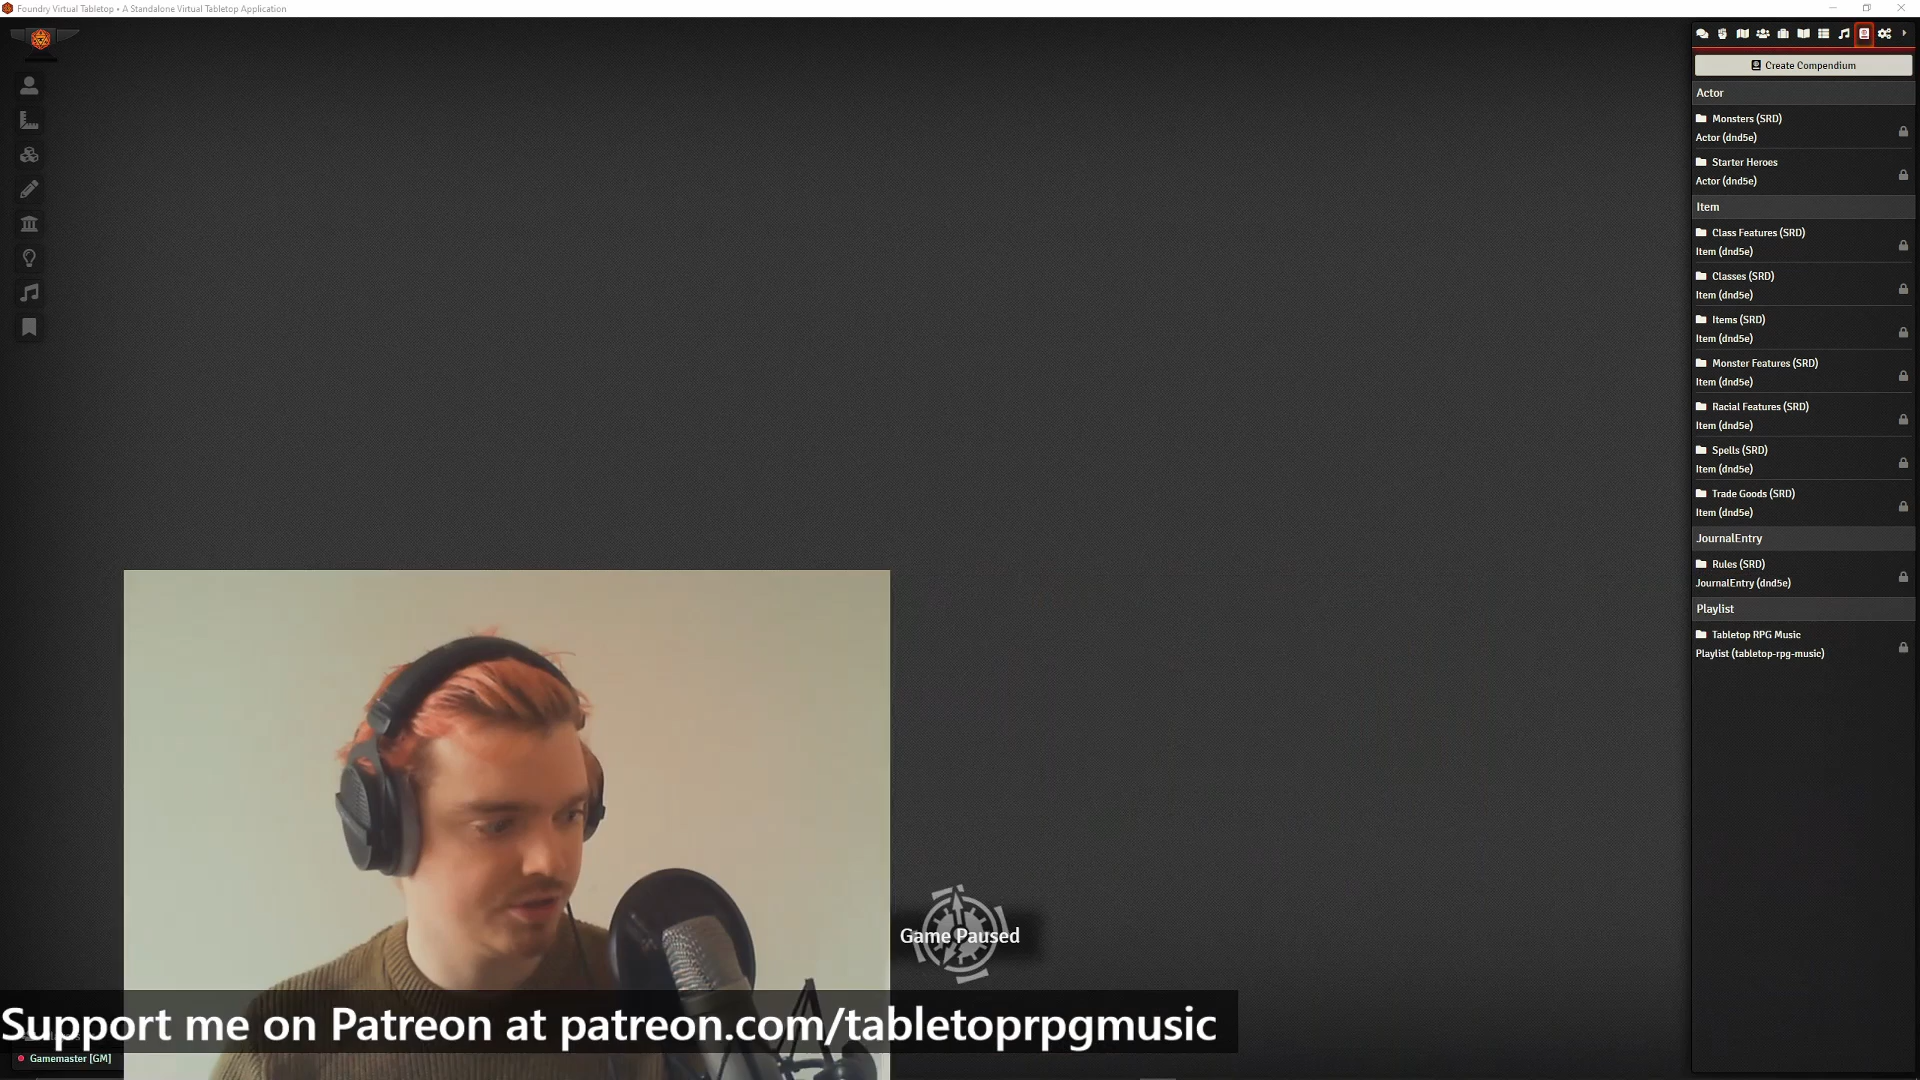 Foundry Virtual Tabletop • A Standalone Virtual Tabletop Application
Create Compendium
Actor
Monsters (SRD)
Actor (dnd5e)
Starter Heroes
Actor (dnd5e)
Item
Class Features (SRD)
Item (dnd5e)
Classes (SRD)
Item (dnd5e)
Items (SRD)
Item (dnd5e)
Monster Features (SRD)
Item (dnd5e)
Racial Features (SRD)
Item (dnd5e)
Spells (SRD)
Item (dnd5e)
Trade Goods (SRD)
Item (dnd5e)
JournalEntry
Rules (SRD)
JournalEntry (dnd5e)
Playlist
Tabletop RPG Music
Playlist (tabletop-rpg-music)
Game Paused
Support me on Patreon at patreon.com/tabletoprpgmusic
Gamemaster [GM]